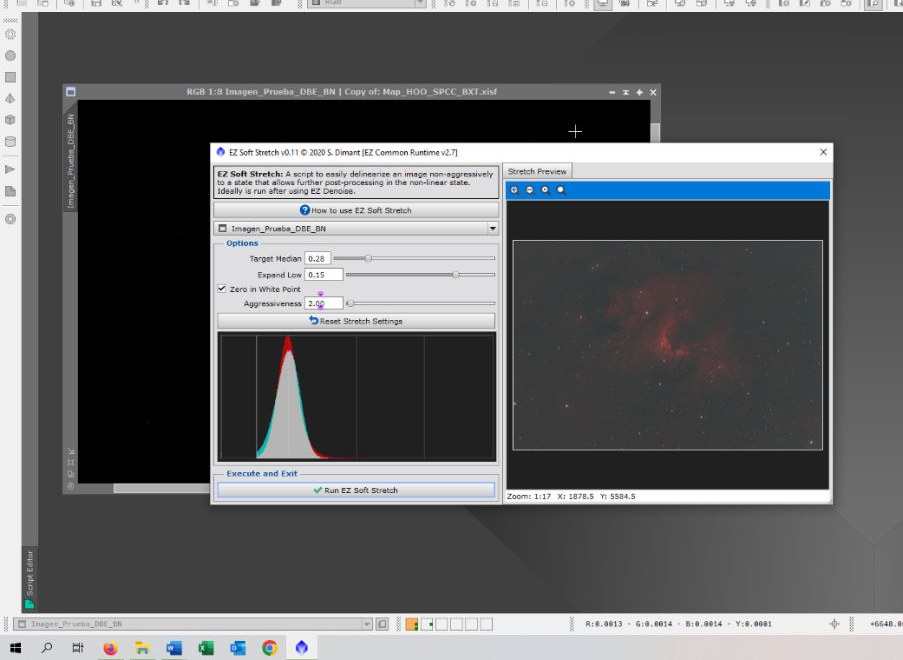 RGB 1:8 Imagen_Prueba_DBE_BN | Copy of: Map_HOO_SPCC_BXT.xisf
Imagen_Prueba_DBE_BN
EZ Soft Stretch v0.11 © 2020 S. Dimant [EZ Common Runtime v2.7]
EZ Soft Stretch: A script to easily delinearize an image non-aggressively
to a state that allows further post-processing in the non-linear state.
Ideally is run after using EZ Denoise.
How to use EZ Soft Stretch
Imagen_Prueba_DBE_BN
Options
Target Median 0.28
Expand Low 0.15
Zero in White Point
Aggressiveness 2.00
Reset Stretch Settings
Execute and Exit
Run EZ Soft Stretch
Stretch Preview
Zoom: 1:17 X: 1878.5 Y: 5584.5
Script Editor
Imagen_Prueba_DBE_BN
R:0.0013 · G:0.0014 · B:0.0014 · Y:0.0001
+6648.0